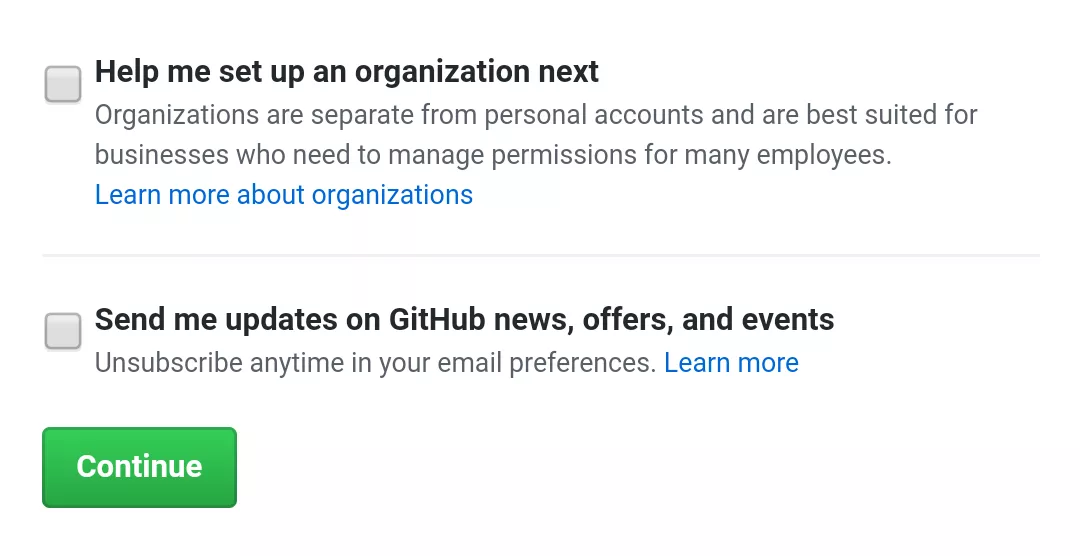 Help me set up an organization next
Organizations are separate from personal accounts and are best suited for
businesses who need to manage permissions for many employees.
Learn more about organizations
Send me updates on GitHub news, offers, and events
Unsubscribe anytime in your email preferences. Learn more
Continue